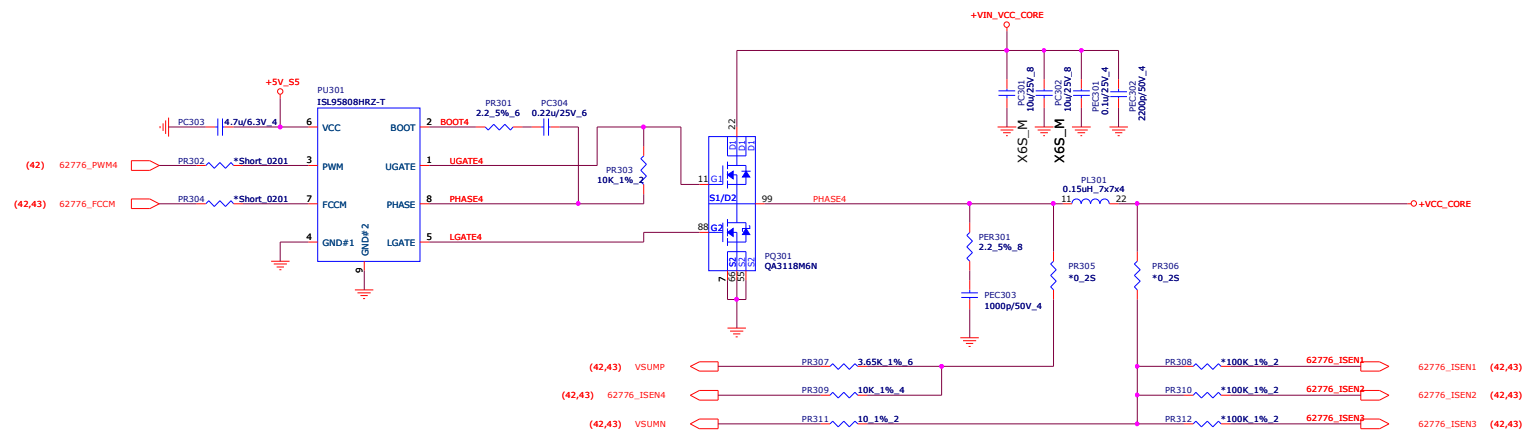 +VIN_VCC_CORE
+5V_S5
PU301
ISL95808HRZ-T
PC303
4.7u/6.3V_4
6
VCC
BOOT
2
BOOT4
PR301
2.2_5%_6
PC304
0.22u/25V_6
(42)
62776_PWM4
PR302
*Short_0201
3
PWM
UGATE
1
UGATE4
PR303
10K_1%_2
(42,43)
62776_FCCM
PR304
*Short_0201
7
FCCM
PHASE
8
PHASE4
4
GND#1
GND#2
9
LGATE
5
LGATE4
22
D1
D1
D1
11
G1
S1/D2
99
88
G2
S2
S2
S2
7
66
55
PQ301
QA3118M6N
PC301
10u/25V_8
X6S_M
PC302
10u/25V_8
X6S_M
PEC301
0.1u/25V_4
PEC302
2200p/50V_4
PHASE4
PL301
0.15uH_7x7x4
11
22
+VCC_CORE
PER301
2.2_5%_8
PEC303
1000p/50V_4
PR305
*0_2S
PR306
*0_2S
(42,43)
VSUMP
PR307
3.65K_1%_6
PR308
*100K_1%_2
62776_ISEN1
62776_ISEN1
(42,43)
(42,43)
62776_ISEN4
PR309
10K_1%_4
PR310
*100K_1%_2
62776_ISEN2
62776_ISEN2
(42,43)
(42,43)
VSUMN
PR311
10_1%_2
PR312
*100K_1%_2
62776_ISEN3
62776_ISEN3
(42,43)